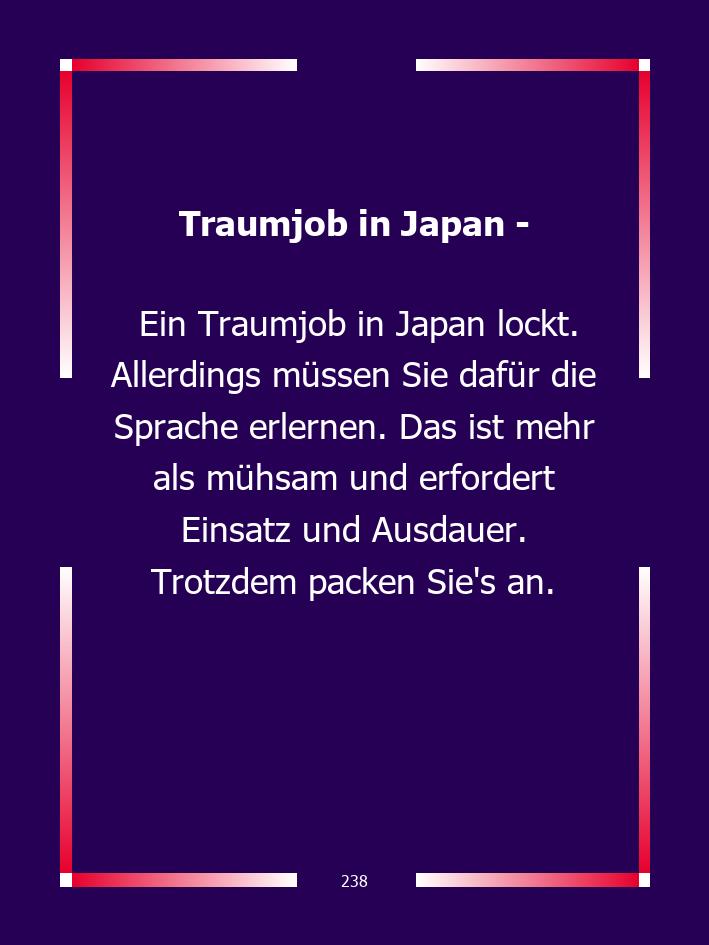 Traumjob in Japan -
Ein Traumjob in Japan lockt.
Allerdings müssen Sie dafür die
Sprache erlernen. Das ist mehr
als mühsam und erfordert
Einsatz und Ausdauer.
Trotzdem packen Sie's an.
238